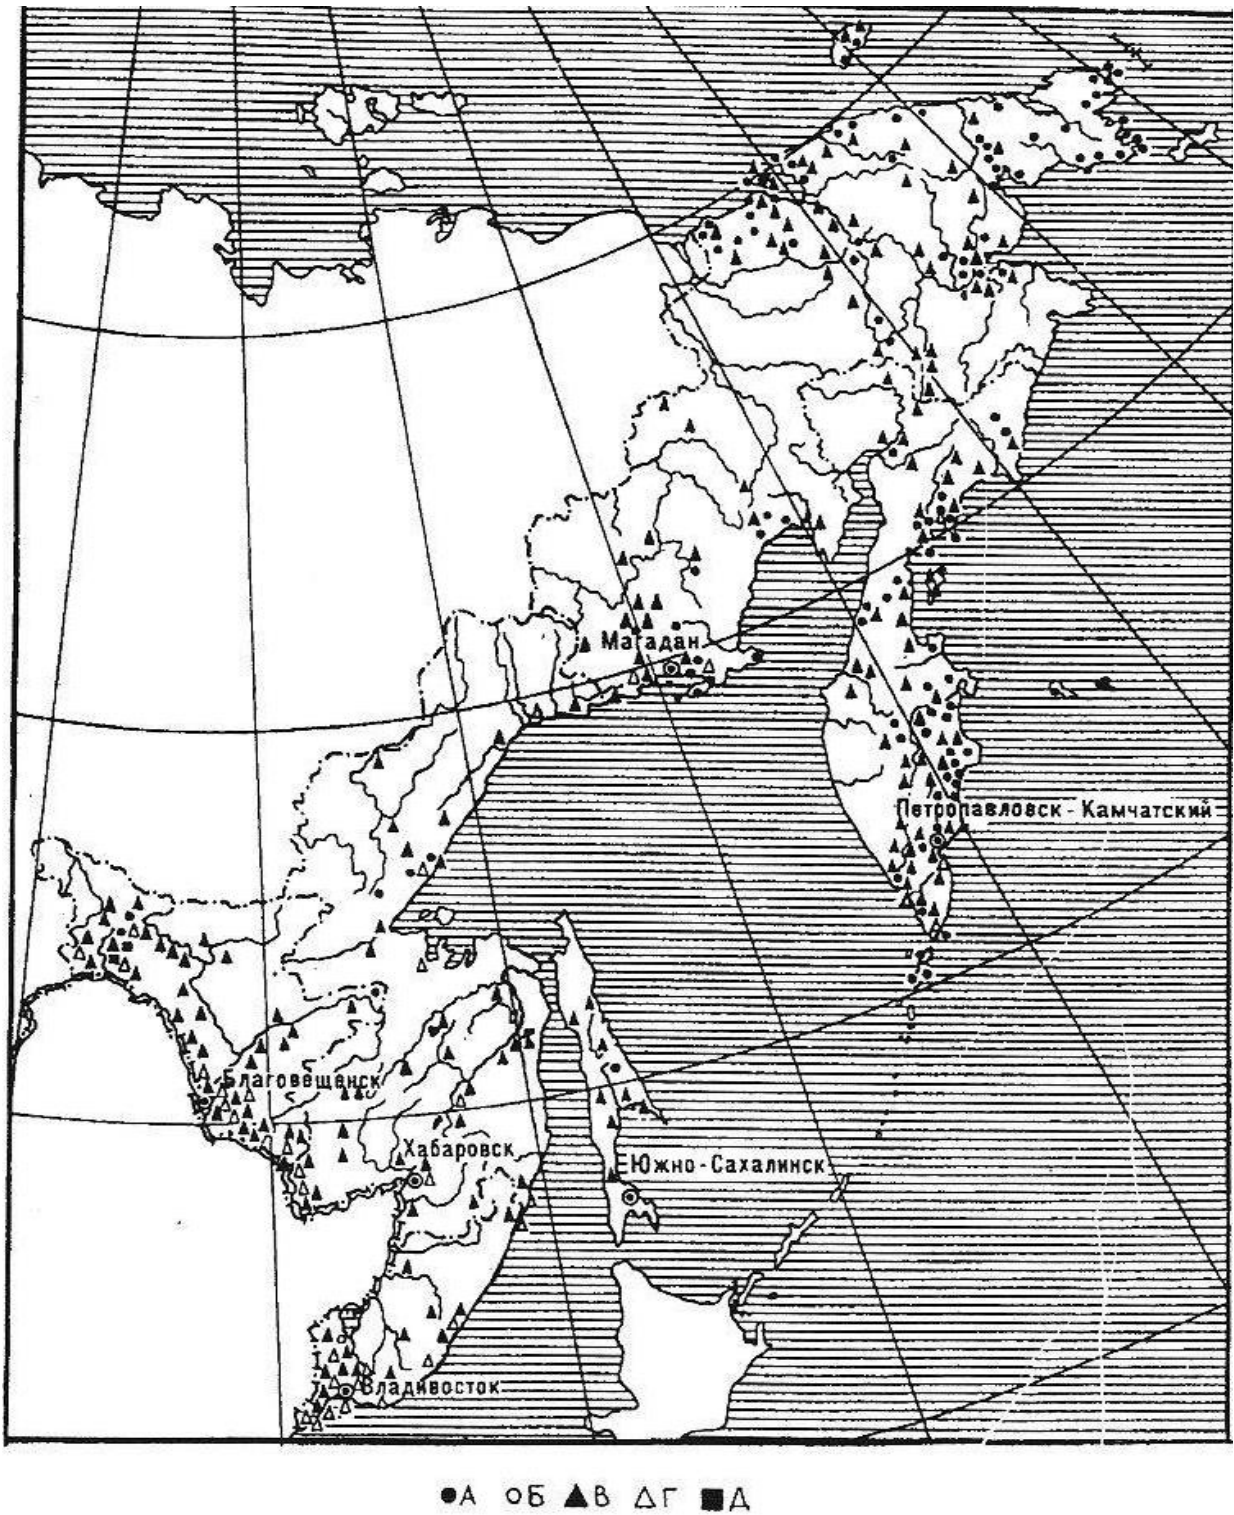 Магадан
Петропавловск - Камчатский
Благовещенск
Хабаровск
Южно-Сахалинск
Владивосток
А Б В Г Д